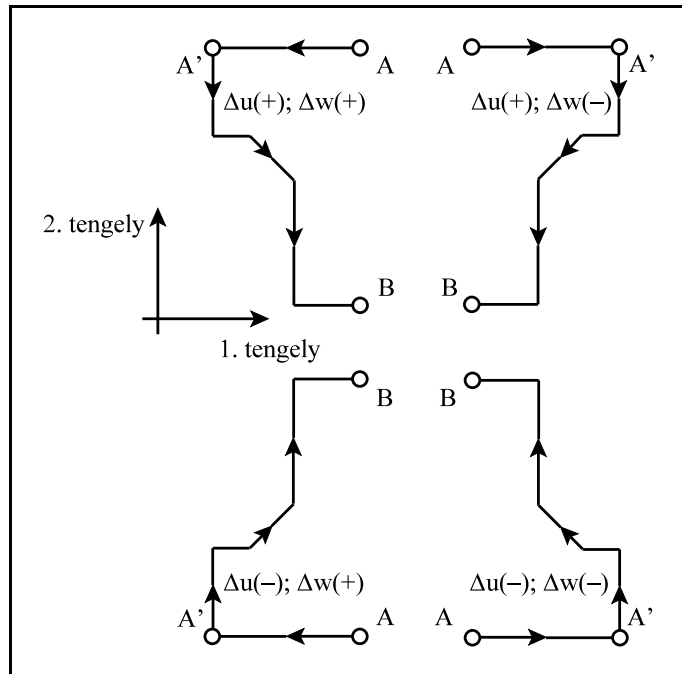 A’ A A A’
Δu(+); Δw(+) Δu(+); Δw(–)
2. tengely
B B
1. tengely
B B
Δu(–); Δw(+) Δu(–); Δw(–)
A’ A A A’